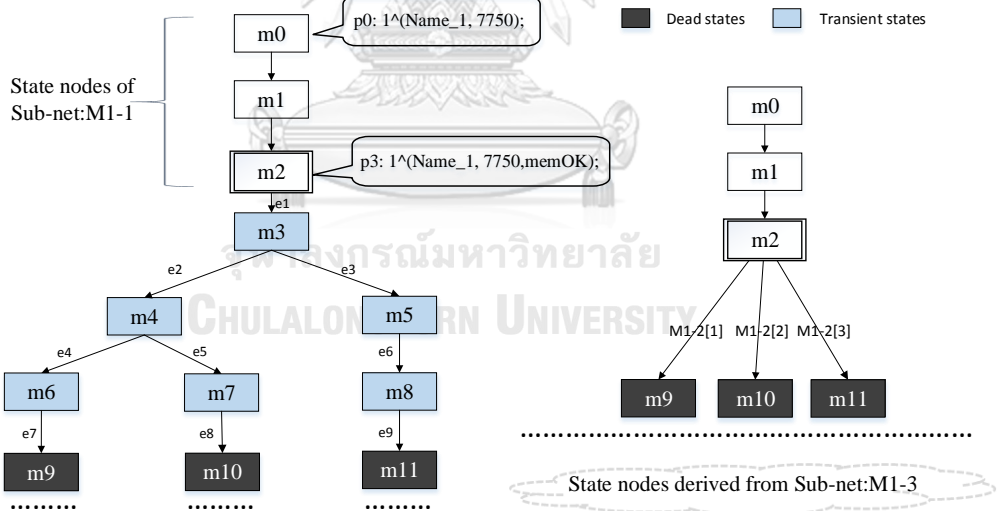 p0: 1^(Name_1, 7750);
Dead states
Transient states
m0
State nodes of
Sub-net:M1-1
m1
m2
p3: 1^(Name_1, 7750,memOK);
e1
m3
e2
e3
m4
m5
e4
e5
e6
m6
m7
m8
e7
e8
e9
m9
m10
m11
.........
.........
.........
m0
m1
m2
M1-2[1]
M1-2[2]
M1-2[3]
m9
m10
m11
State nodes derived from Sub-net:M1-3
จุฬาลงกรณ์มหาวิทยาลัย